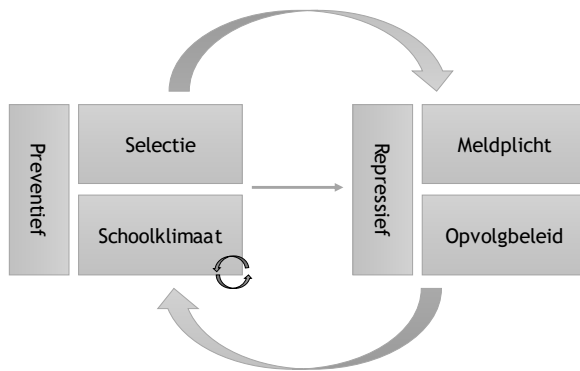 Preventief
Selectie
Schoolklimaat
Repressief
Meldplicht
Opvolgbeleid